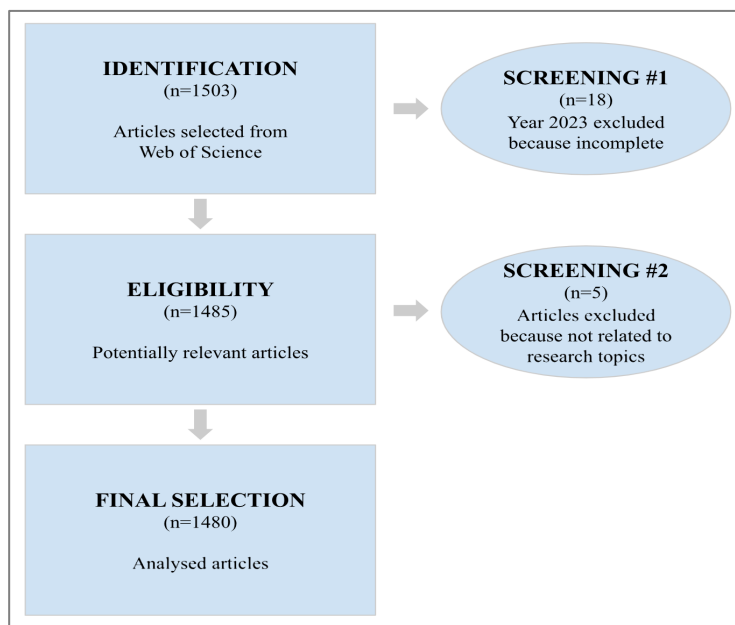 IDENTIFICATION
(n=1503)
Articles selected from
Web of Science
SCREENING #1
(n=18)
Year 2023 excluded
because incomplete
ELIGIBILITY
(n=1485)
Potentially relevant articles
SCREENING #2
(n=5)
Articles excluded
because not related to
research topics
FINAL SELECTION
(n=1480)
Analysed articles